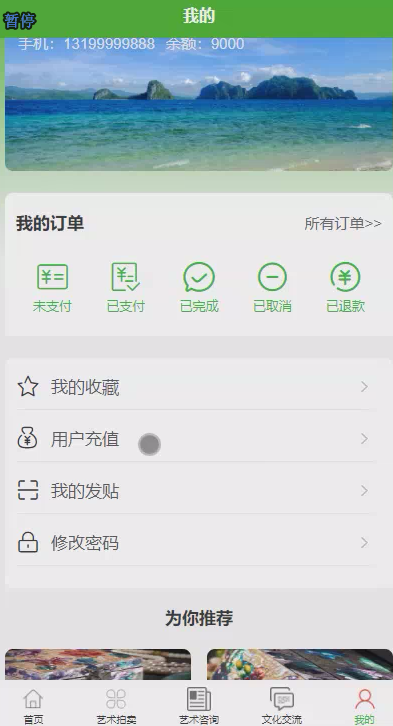 我的
暂停
手机：13199999888 余额：9000
我的订单 所有订单>>
未支付 已支付 已完成 已取消 已退款
我的收藏
用户充值
我的发贴
修改密码
为你推荐
首页 艺术拍卖 艺术咨询 文化交流 我的